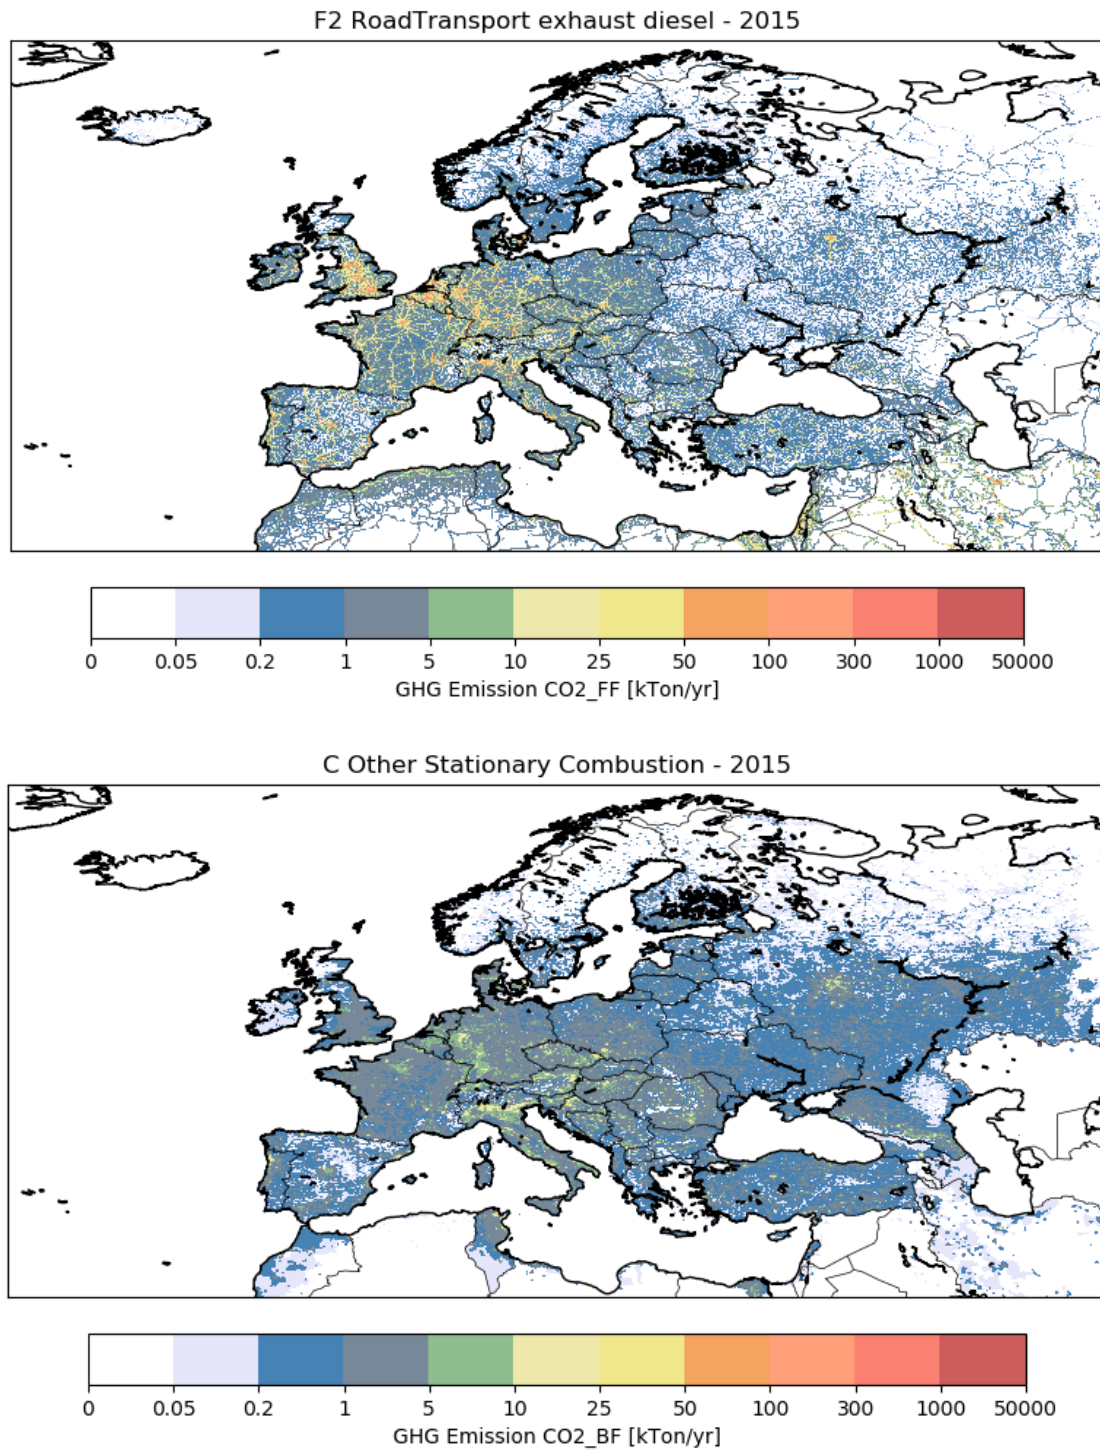 F2 RoadTransport exhaust diesel - 2015
0 0.05 0.2 1 5 10 25 50 100 300 1000 50000
GHG Emission CO2_FF [kTon/yr]
C Other Stationary Combustion - 2015
0 0.05 0.2 1 5 10 25 50 100 300 1000 50000
GHG Emission CO2_BF [kTon/yr]